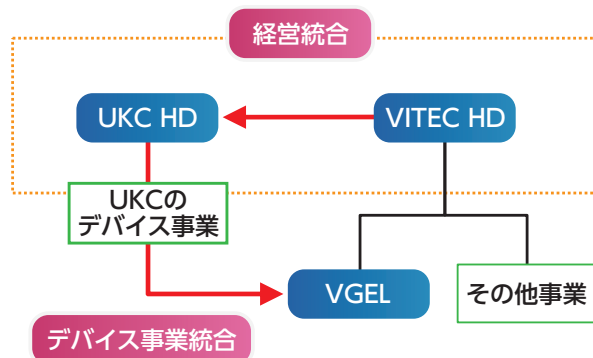 経営統合
UKC HD
VITEC HD
UKCの
デバイス事業
VGEL
その他事業
デバイス事業統合